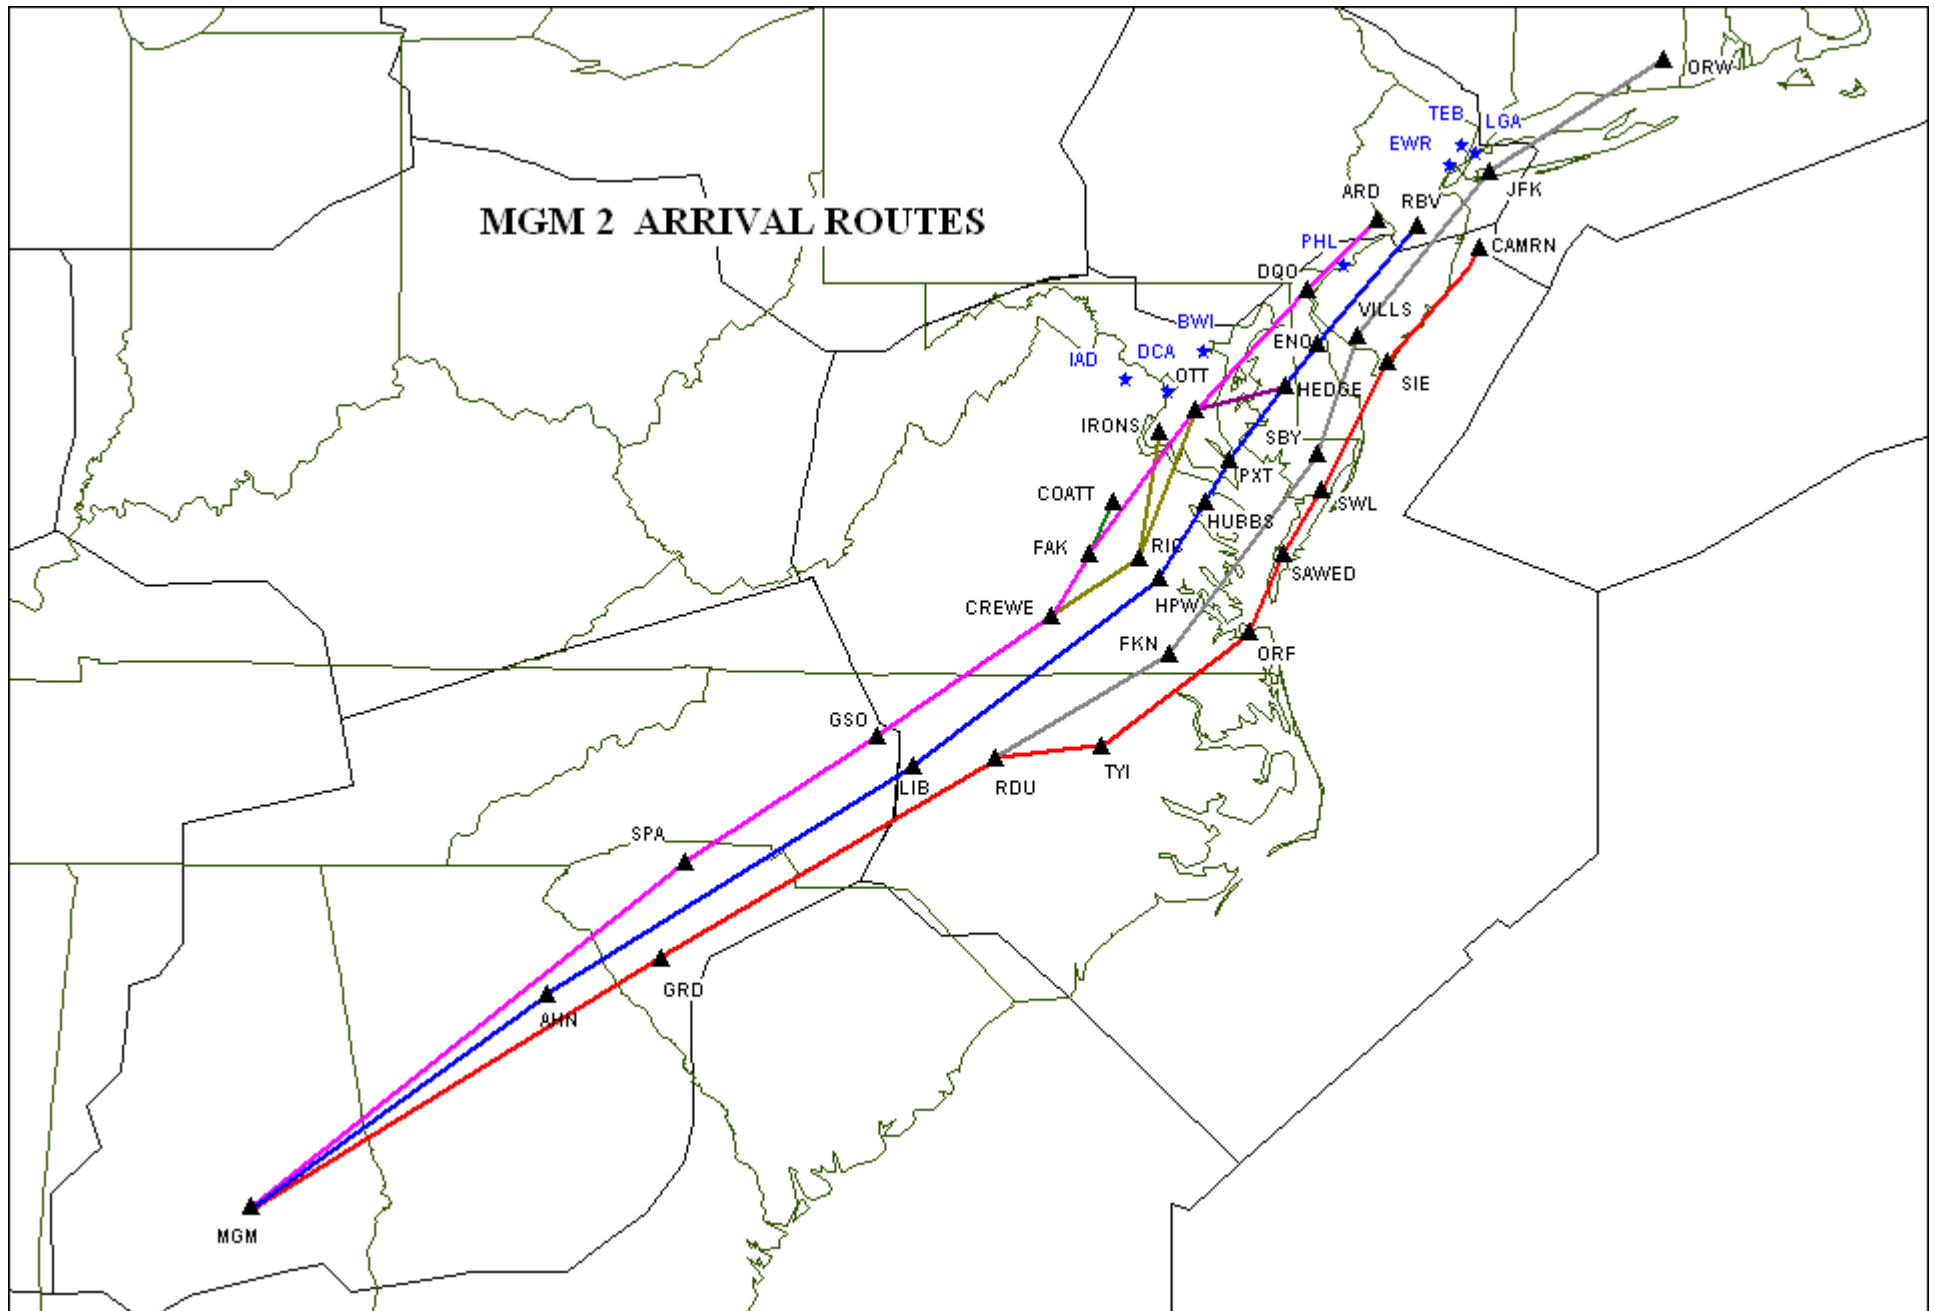 ORW
TEB
LGA
EWR
JFK
ARD
RBV
PHL
CAMRN
DQO
MGM 2 ARRIVAL ROUTES
VILLS
BWI
ENO
DCA
IAD
OTT
SIE
HEDGE
IRONS
SBY
PXT
COATT
SWL
HUBBS
FAK
RIC
SAWED
CREWE
HPW
FKN
ORF
GSO
TYI
LIB
RDU
SPA
GRD
AHN
MGM